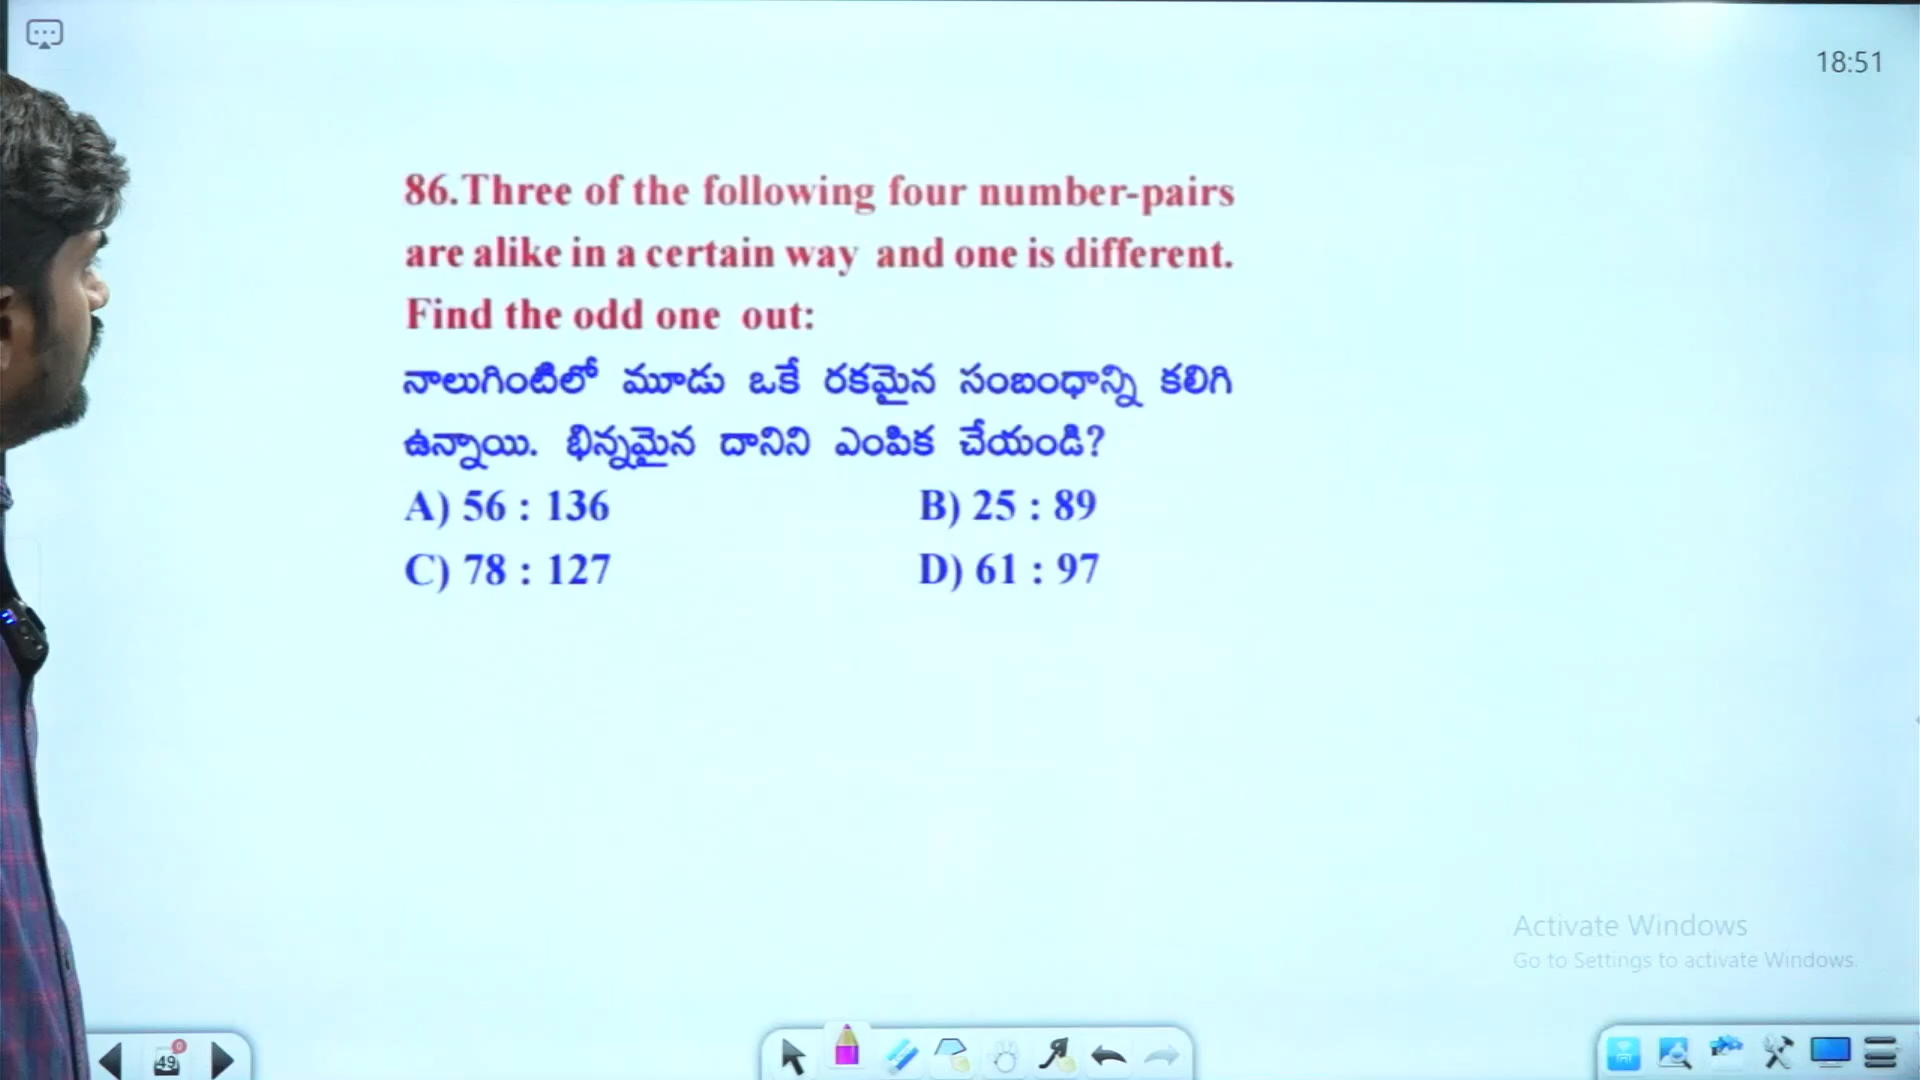 18:51
86.Three of the following four number-pairs
are alike in a certain way and one is different.
Find the odd one out:
నాలుగింటిలో మూడు ఒకే రకమైన సంబంధాన్ని కలిగి
ఉన్నాయి. భిన్నమైన దానిని ఎంపిక చేయండి?
A) 56 : 136 B) 25 : 89
C) 78 : 127 D) 61 : 97
Activate Windows
Go to Settings to activate Windows.
49 0